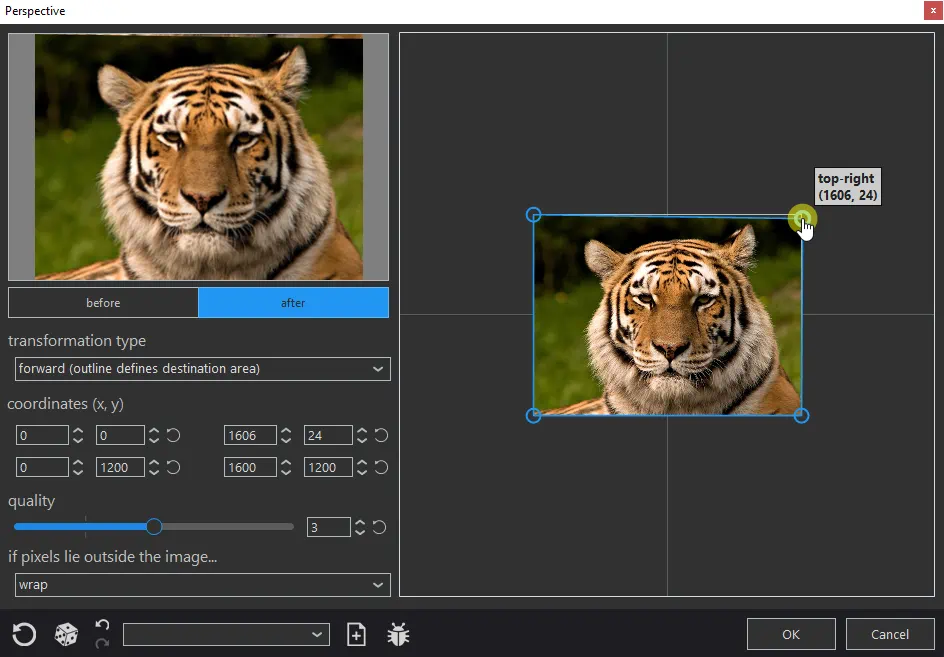 Perspective
before
after
transformation type
forward (outline defines destination area)
coordinates (x, y)
0 0 1606 24
0 1200 1600 1200
quality
3
if pixels lie outside the image...
wrap
top-right
(1606, 24)
OK
Cancel